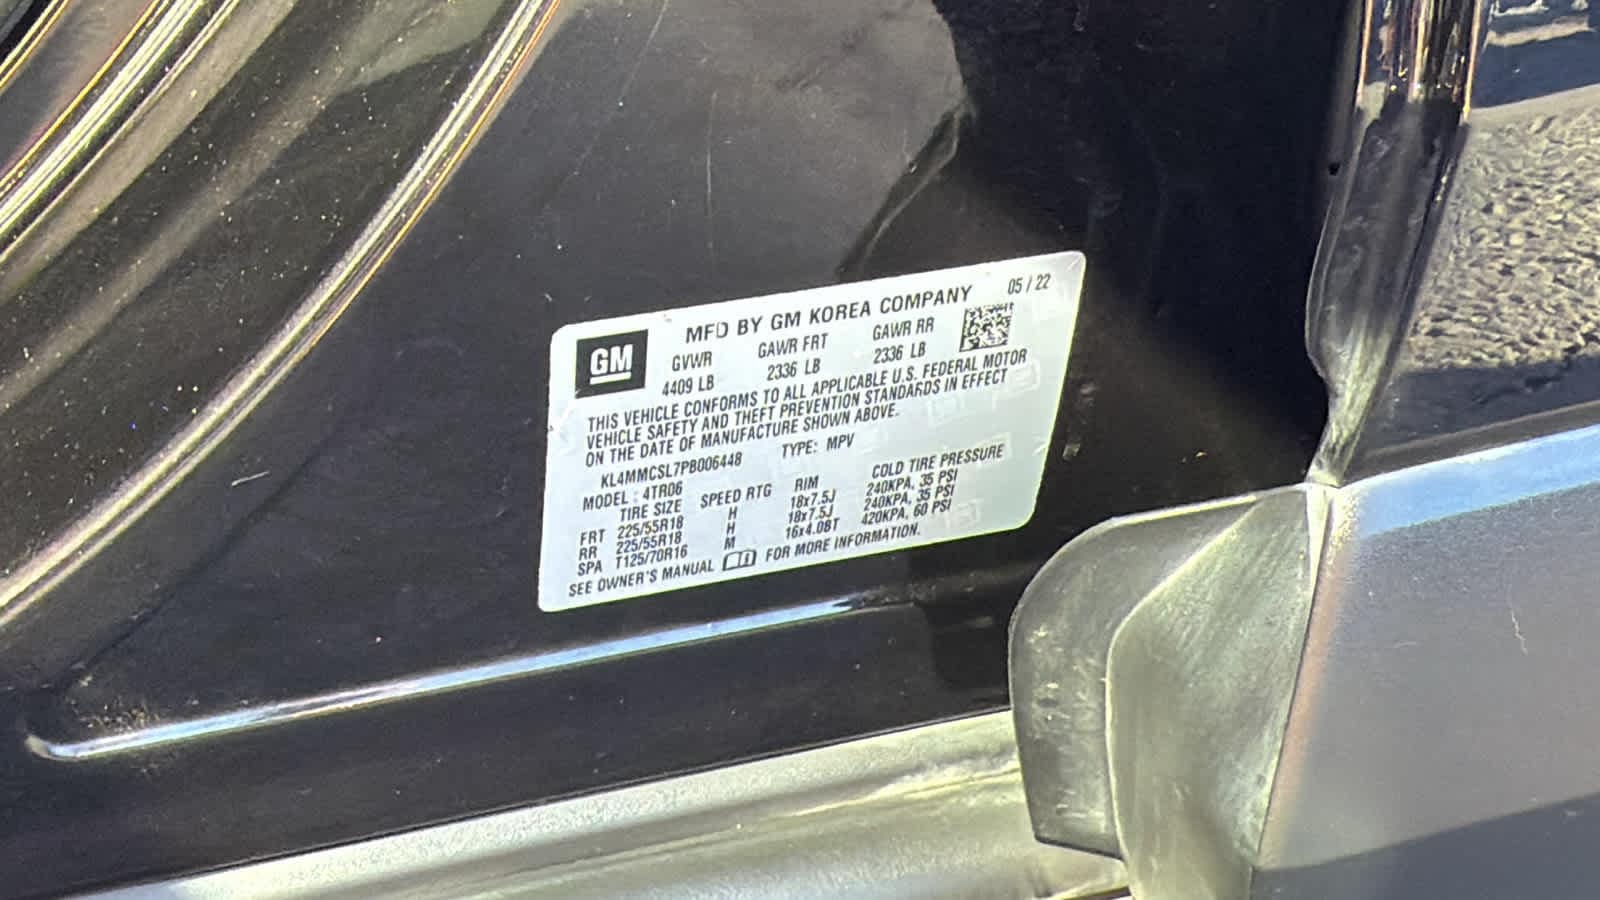 MFD BY GM KOREA COMPANY 05 / 22
GM
GVWR GAWR FRT GAWR RR
4409 LB 2336 LB 2336 LB
THIS VEHICLE CONFORMS TO ALL APPLICABLE U.S. FEDERAL MOTOR
VEHICLE SAFETY AND THEFT PREVENTION STANDARDS IN EFFECT
ON THE DATE OF MANUFACTURE SHOWN ABOVE.
KL4MMCSL7PB006448 TYPE: MPV
MODEL : 4TR06
TIRE SIZE SPEED RTG RIM COLD TIRE PRESSURE
FRT 225/55R18 H 18x7.5J 240KPA, 35 PSI
RR 225/55R18 H 18x7.5J 240KPA, 35 PSI
SPA T125/70R16 M 16x4.0BT 420KPA, 60 PSI
SEE OWNER'S MANUAL FOR MORE INFORMATION.